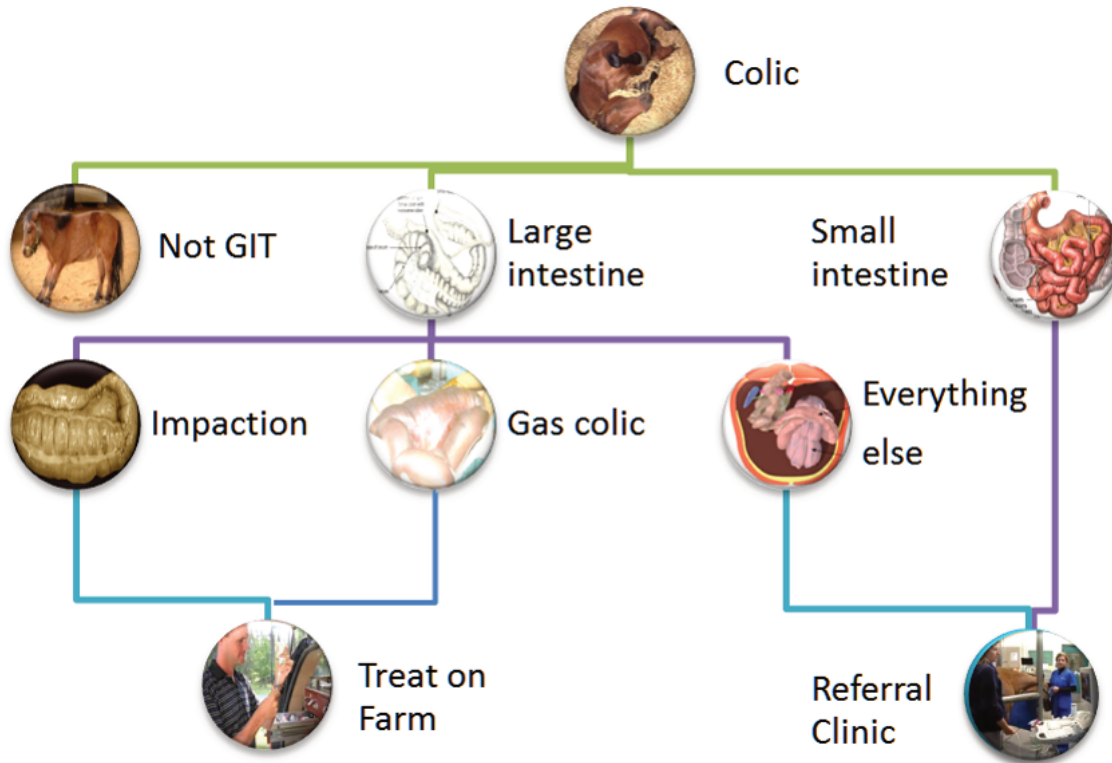 Colic
Not GIT
Large
intestine
Small
intestine
Impaction
Gas colic
Everything
else
Treat on
Farm
Referral
Clinic